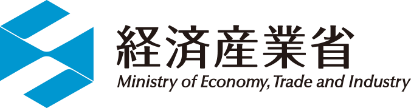 経済産業省
Ministry of Economy, Trade and Industry